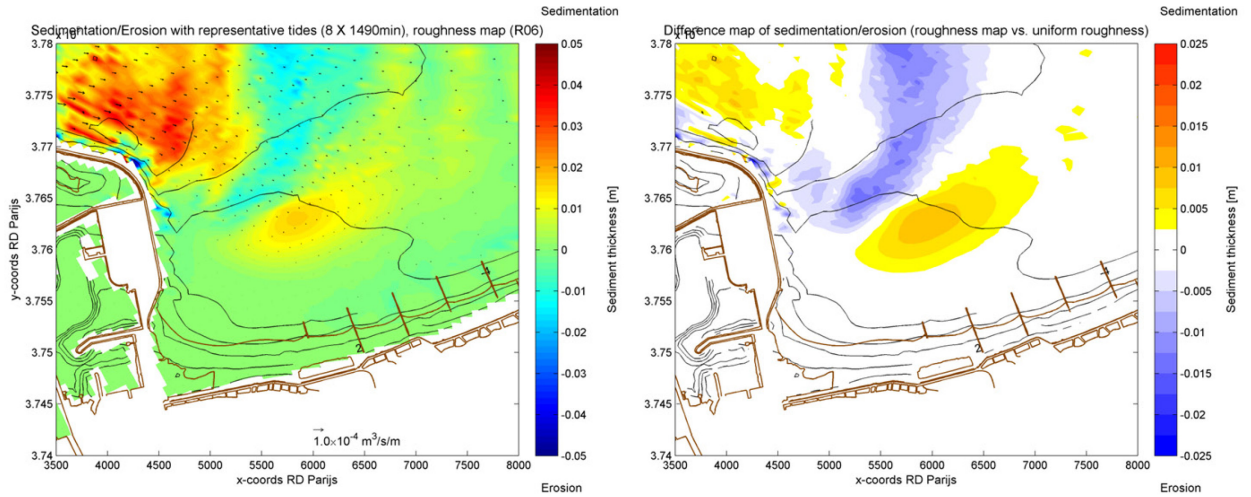 Sedimentation
Sedimentation/Erosion with representative tides (8 X 1490min), roughness map (R06)
3.78
3.775
3.77
3.765
3.76
3.755
3.75
3.745
3.74
y-coords RD Parijs
3500 4000 4500 5000 5500 6000 6500 7000 7500 8000
x-coords RD Parijs
1.0×10⁻⁴ m³/s/m
2
0.05
0.04
0.03
0.02
0.01
0
-0.01
-0.02
-0.03
-0.04
-0.05
Sediment thickness [m]
Erosion
Sedimentation
Difference map of sedimentation/erosion (roughness map vs. uniform roughness)
3.78
3.775
3.77
3.765
3.76
3.755
3.75
3.745
3.74
y-coords RD Parijs
3500 4000 4500 5000 5500 6000 6500 7000 7500 8000
x-coords RD Parijs
2
0.025
0.02
0.015
0.01
0.005
0
-0.005
-0.01
-0.015
-0.02
-0.025
Sediment thickness [m]
Erosion